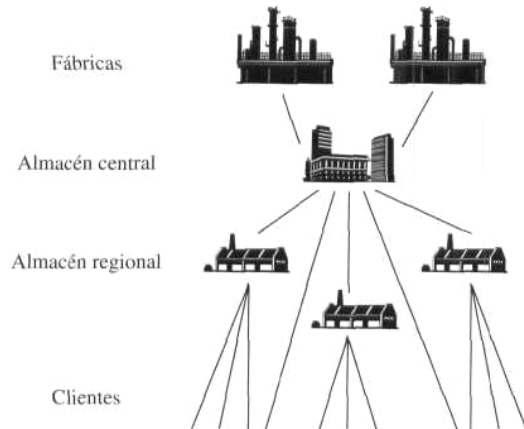 Fábricas
Almacén central
Almacén regional
Clientes